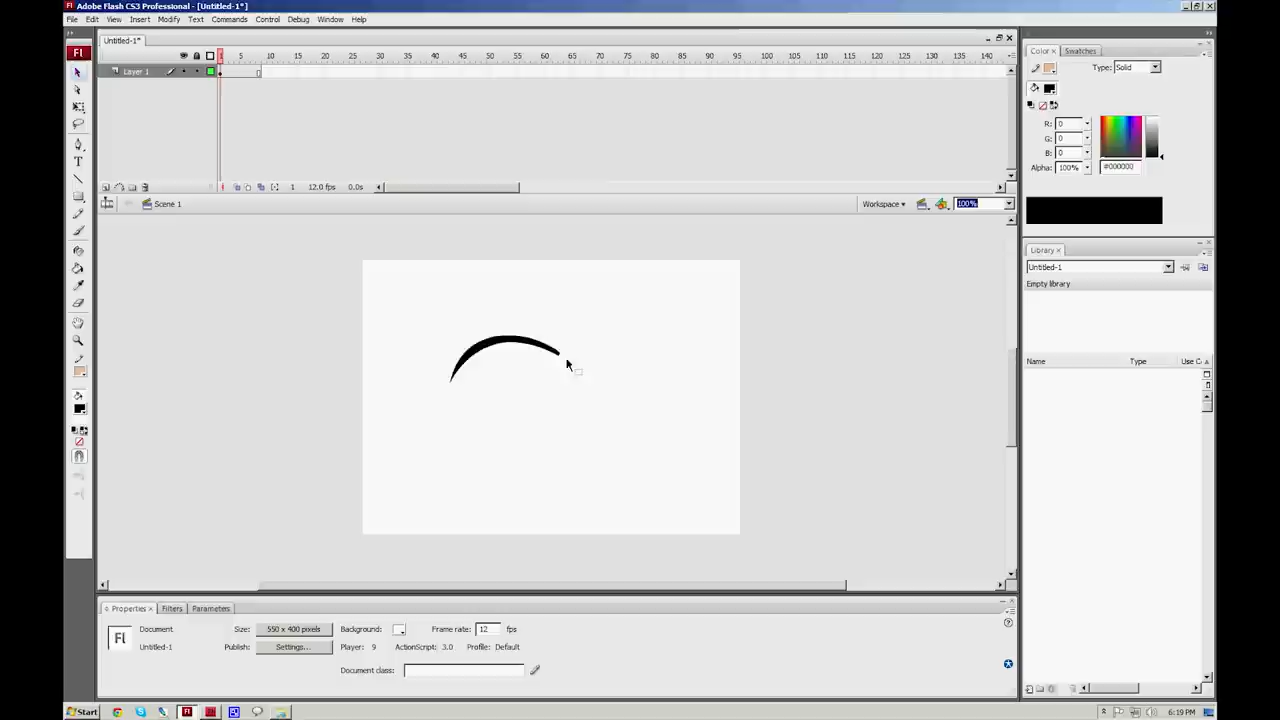 Adobe Flash CS3 Professional - [Untitled-1*]
File Edit View Insert Modify Text Commands Control Debug Window Help
Untitled-1*
1 5 10 15 20 25 30 35 40 45 50 55 60 65 70 75 80 85 90 95 100 105 110 115 120 125 130 135 140
Layer 1
1 12.0 fps 0.0s
Scene 1
Workspace
100%
Color
Swatches
Type: Solid
R: 0
G: 0
B: 0
Alpha: 100% #000000
Library
Untitled-1
Empty library
Name Type Use C
Properties Filters Parameters
Fl Document Size: 550 x 400 pixels Background: Frame rate: 12 fps
Untitled-1 Publish: Settings... Player: 9 ActionScript: 3.0 Profile: Default
Document class:
Start
6:19 PM